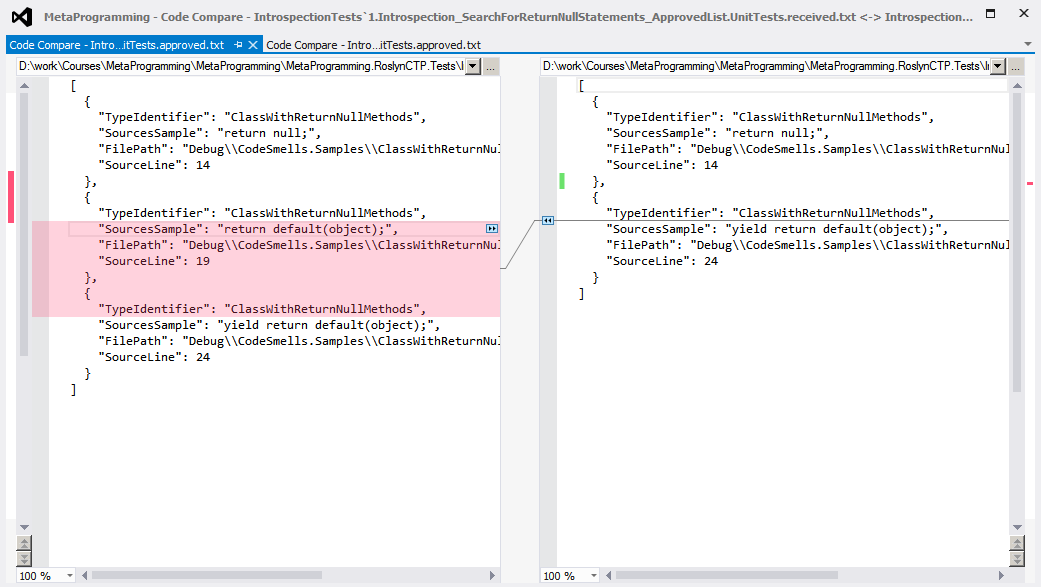 MetaProgramming - Code Compare - IntrospectionTests`1.Introspection_SearchForReturnNullStatements_ApprovedList.UnitTests.received.txt <-> Introspection...
Code Compare - Intro...itTests.approved.txt
Code Compare - Intro...itTests.approved.txt
D:\work\Courses\MetaProgramming\MetaProgramming\MetaProgramming.RoslynCTP.Tests\I
...
[
{
"TypeIdentifier": "ClassWithReturnNullMethods",
"SourcesSample": "return null;",
"FilePath": "Debug\\CodeSmells.Samples\\ClassWithReturnNul
"SourceLine": 14
},
{
"TypeIdentifier": "ClassWithReturnNullMethods",
"SourcesSample": "return default(object);",
"FilePath": "Debug\\CodeSmells.Samples\\ClassWithReturnNul
"SourceLine": 19
},
{
"TypeIdentifier": "ClassWithReturnNullMethods",
"SourcesSample": "yield return default(object);",
"FilePath": "Debug\\CodeSmells.Samples\\ClassWithReturnNul
"SourceLine": 24
}
]
100 %
D:\work\Courses\MetaProgramming\MetaProgramming\MetaProgramming.RoslynCTP.Tests\I
...
[
{
"TypeIdentifier": "ClassWithReturnNullMethods",
"SourcesSample": "return null;",
"FilePath": "Debug\\CodeSmells.Samples\\ClassWithReturnNul
"SourceLine": 14
},
{
"TypeIdentifier": "ClassWithReturnNullMethods",
"SourcesSample": "yield return default(object);",
"FilePath": "Debug\\CodeSmells.Samples\\ClassWithReturnNul
"SourceLine": 24
}
]
100 %